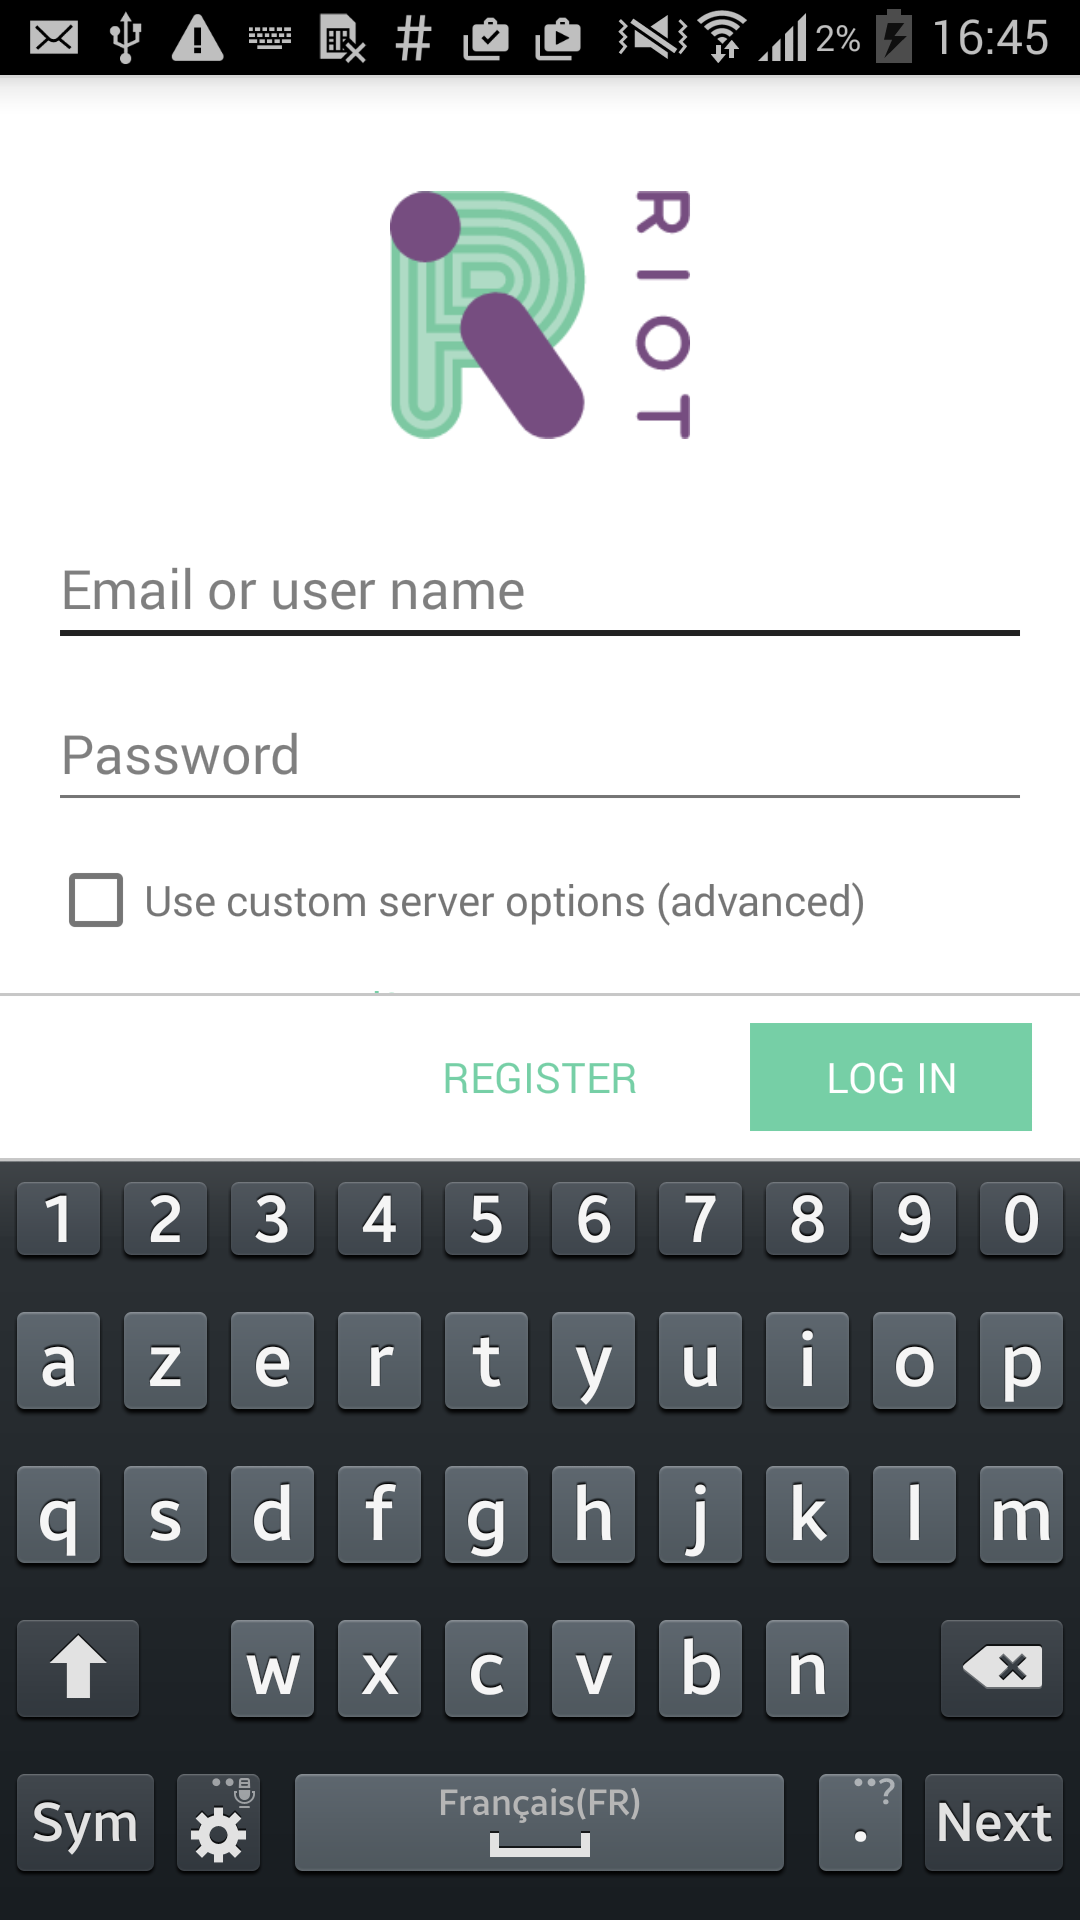 2% 16:45
RIOT
Email or user name
Password
Use custom server options (advanced)
REGISTER LOG IN
1 2 3 4 5 6 7 8 9 0
a z e r t y u i o p
q s d f g h j k l m
w x c v b n
Sym Français(FR) . ? Next